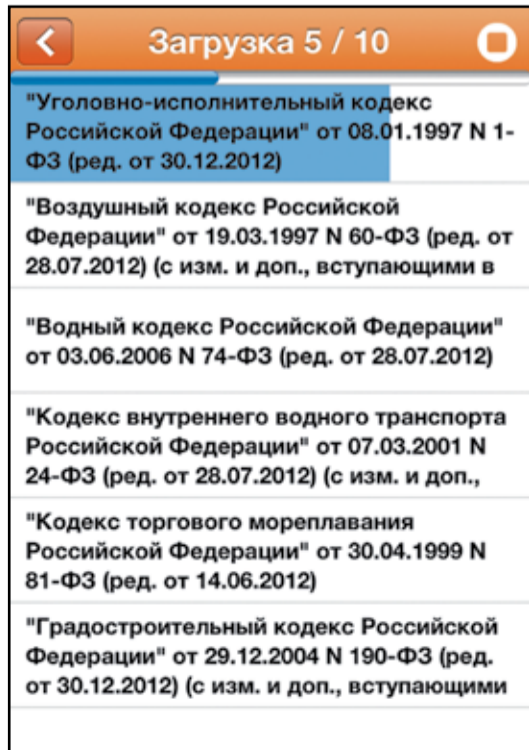 Загрузка 5 / 10
"Уголовно-исполнительный кодекс
Российской Федерации" от 08.01.1997 N 1-
ФЗ (ред. от 30.12.2012)
"Воздушный кодекс Российской
Федерации" от 19.03.1997 N 60-ФЗ (ред. от
28.07.2012) (с изм. и доп., вступающими в
"Водный кодекс Российской Федерации"
от 03.06.2006 N 74-ФЗ (ред. от 28.07.2012)
"Кодекс внутреннего водного транспорта
Российской Федерации" от 07.03.2001 N
24-ФЗ (ред. от 28.07.2012) (с изм. и доп.,
"Кодекс торгового мореплавания
Российской Федерации" от 30.04.1999 N
81-ФЗ (ред. от 14.06.2012)
"Градостроительный кодекс Российской
Федерации" от 29.12.2004 N 190-ФЗ (ред.
от 30.12.2012) (с изм. и доп., вступающими